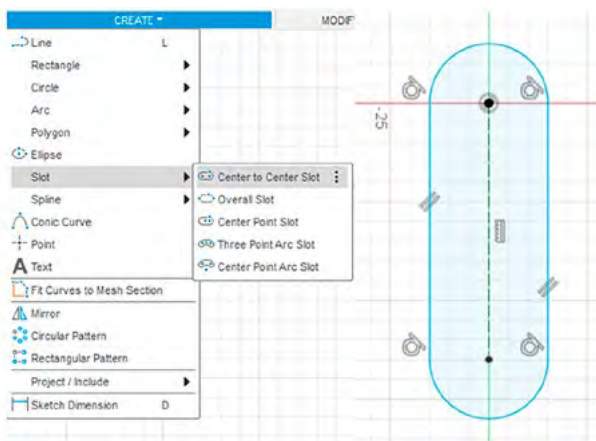 CREATE
MODIF
Line L
Rectangle
Circle
Arc
Polygon
Ellipse
Slot
Spline
Conic Curve
Point
Text
Fit Curves to Mesh Section
Mirror
Circular Pattern
Rectangular Pattern
Project / Include
Sketch Dimension D
Center to Center Slot
Overall Slot
Center Point Slot
Three Point Arc Slot
Center Point Arc Slot
-25